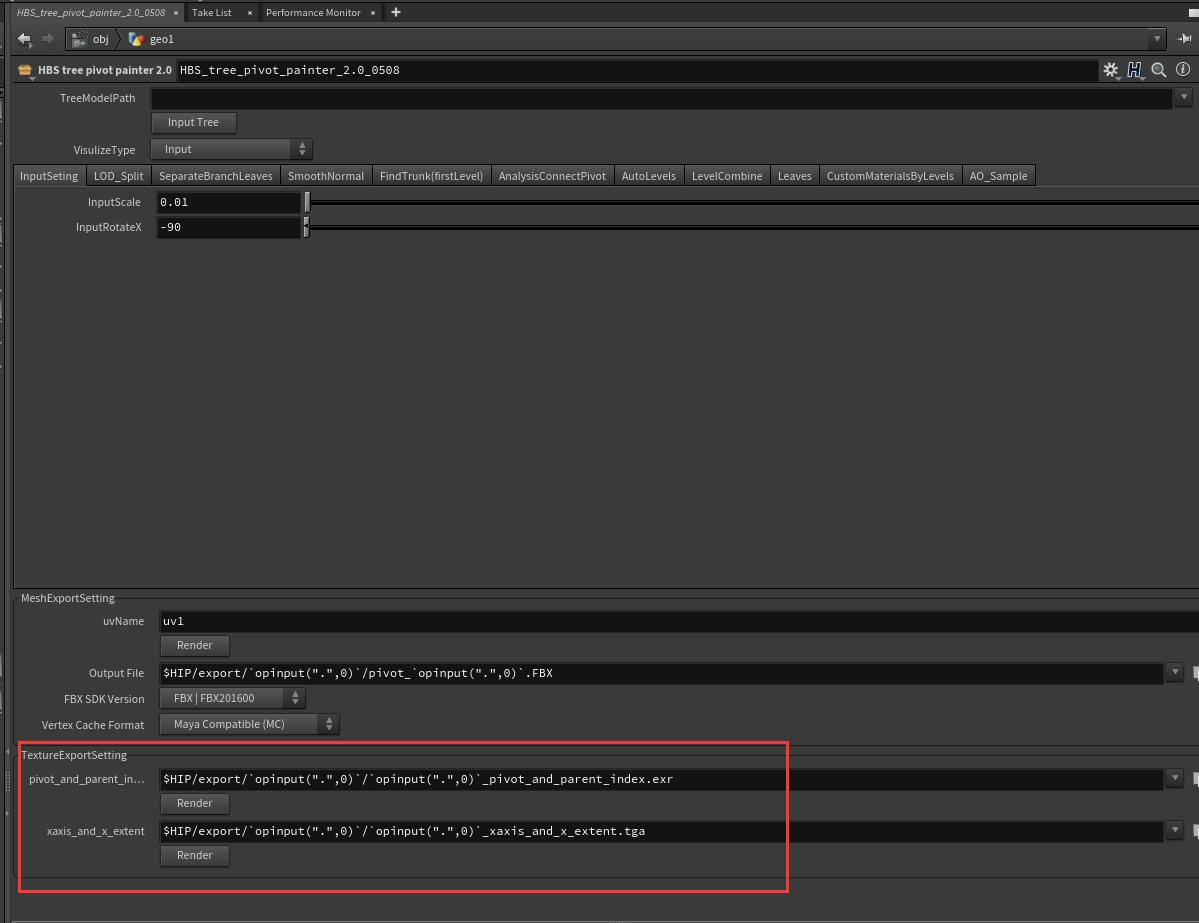 HBS_tree_pivot_painter_2.0_0508 × Take List × Performance Monitor × +
obj geo1
HBS tree pivot painter 2.0 HBS_tree_pivot_painter_2.0_0508
TreeModelPath
Input Tree
VisulizeType Input
InputSeting LOD_Split SeparateBranchLeaves SmoothNormal FindTrunk(firstLevel) AnalysisConnectPivot AutoLevels LevelCombine Leaves CustomMaterialsByLevels AO_Sample
InputScale 0.01
InputRotateX -90
MeshExportSetting
uvName uv1
Render
Output File $HIP/export/`opinput(".",0)`/pivot_`opinput(".",0)`.FBX
FBX SDK Version FBX | FBX201600
Vertex Cache Format Maya Compatible (MC)
TextureExportSetting
pivot_and_parent_in... $HIP/export/`opinput(".",0)`/`opinput(".",0)`_pivot_and_parent_index.exr
Render
xaxis_and_x_extent $HIP/export/`opinput(".",0)`/`opinput(".",0)`_xaxis_and_x_extent.tga
Render